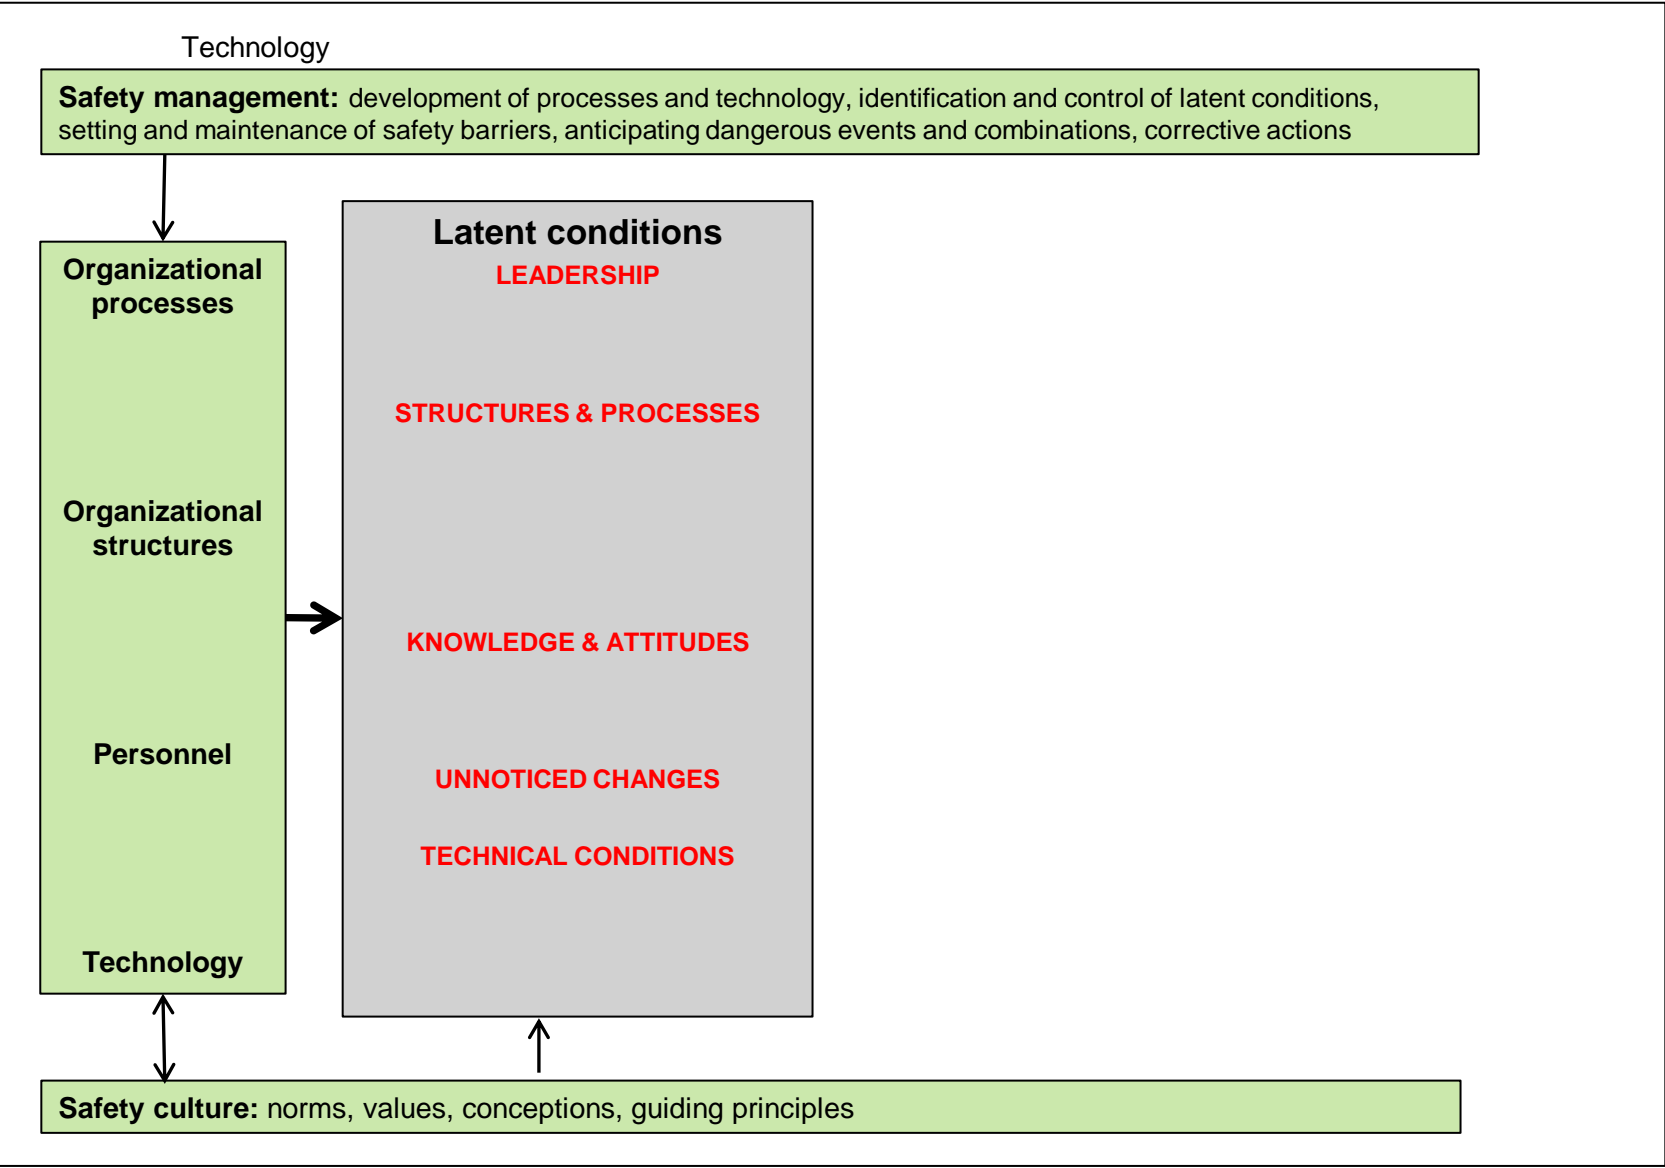 Technology
Safety management: development of processes and technology, identification and control of latent conditions,
setting and maintenance of safety barriers, anticipating dangerous events and combinations, corrective actions
Organizational
processes
Organizational
structures
Personnel
Technology
Latent conditions
LEADERSHIP
STRUCTURES & PROCESSES
KNOWLEDGE & ATTITUDES
UNNOTICED CHANGES
TECHNICAL CONDITIONS
Safety culture: norms, values, conceptions, guiding principles